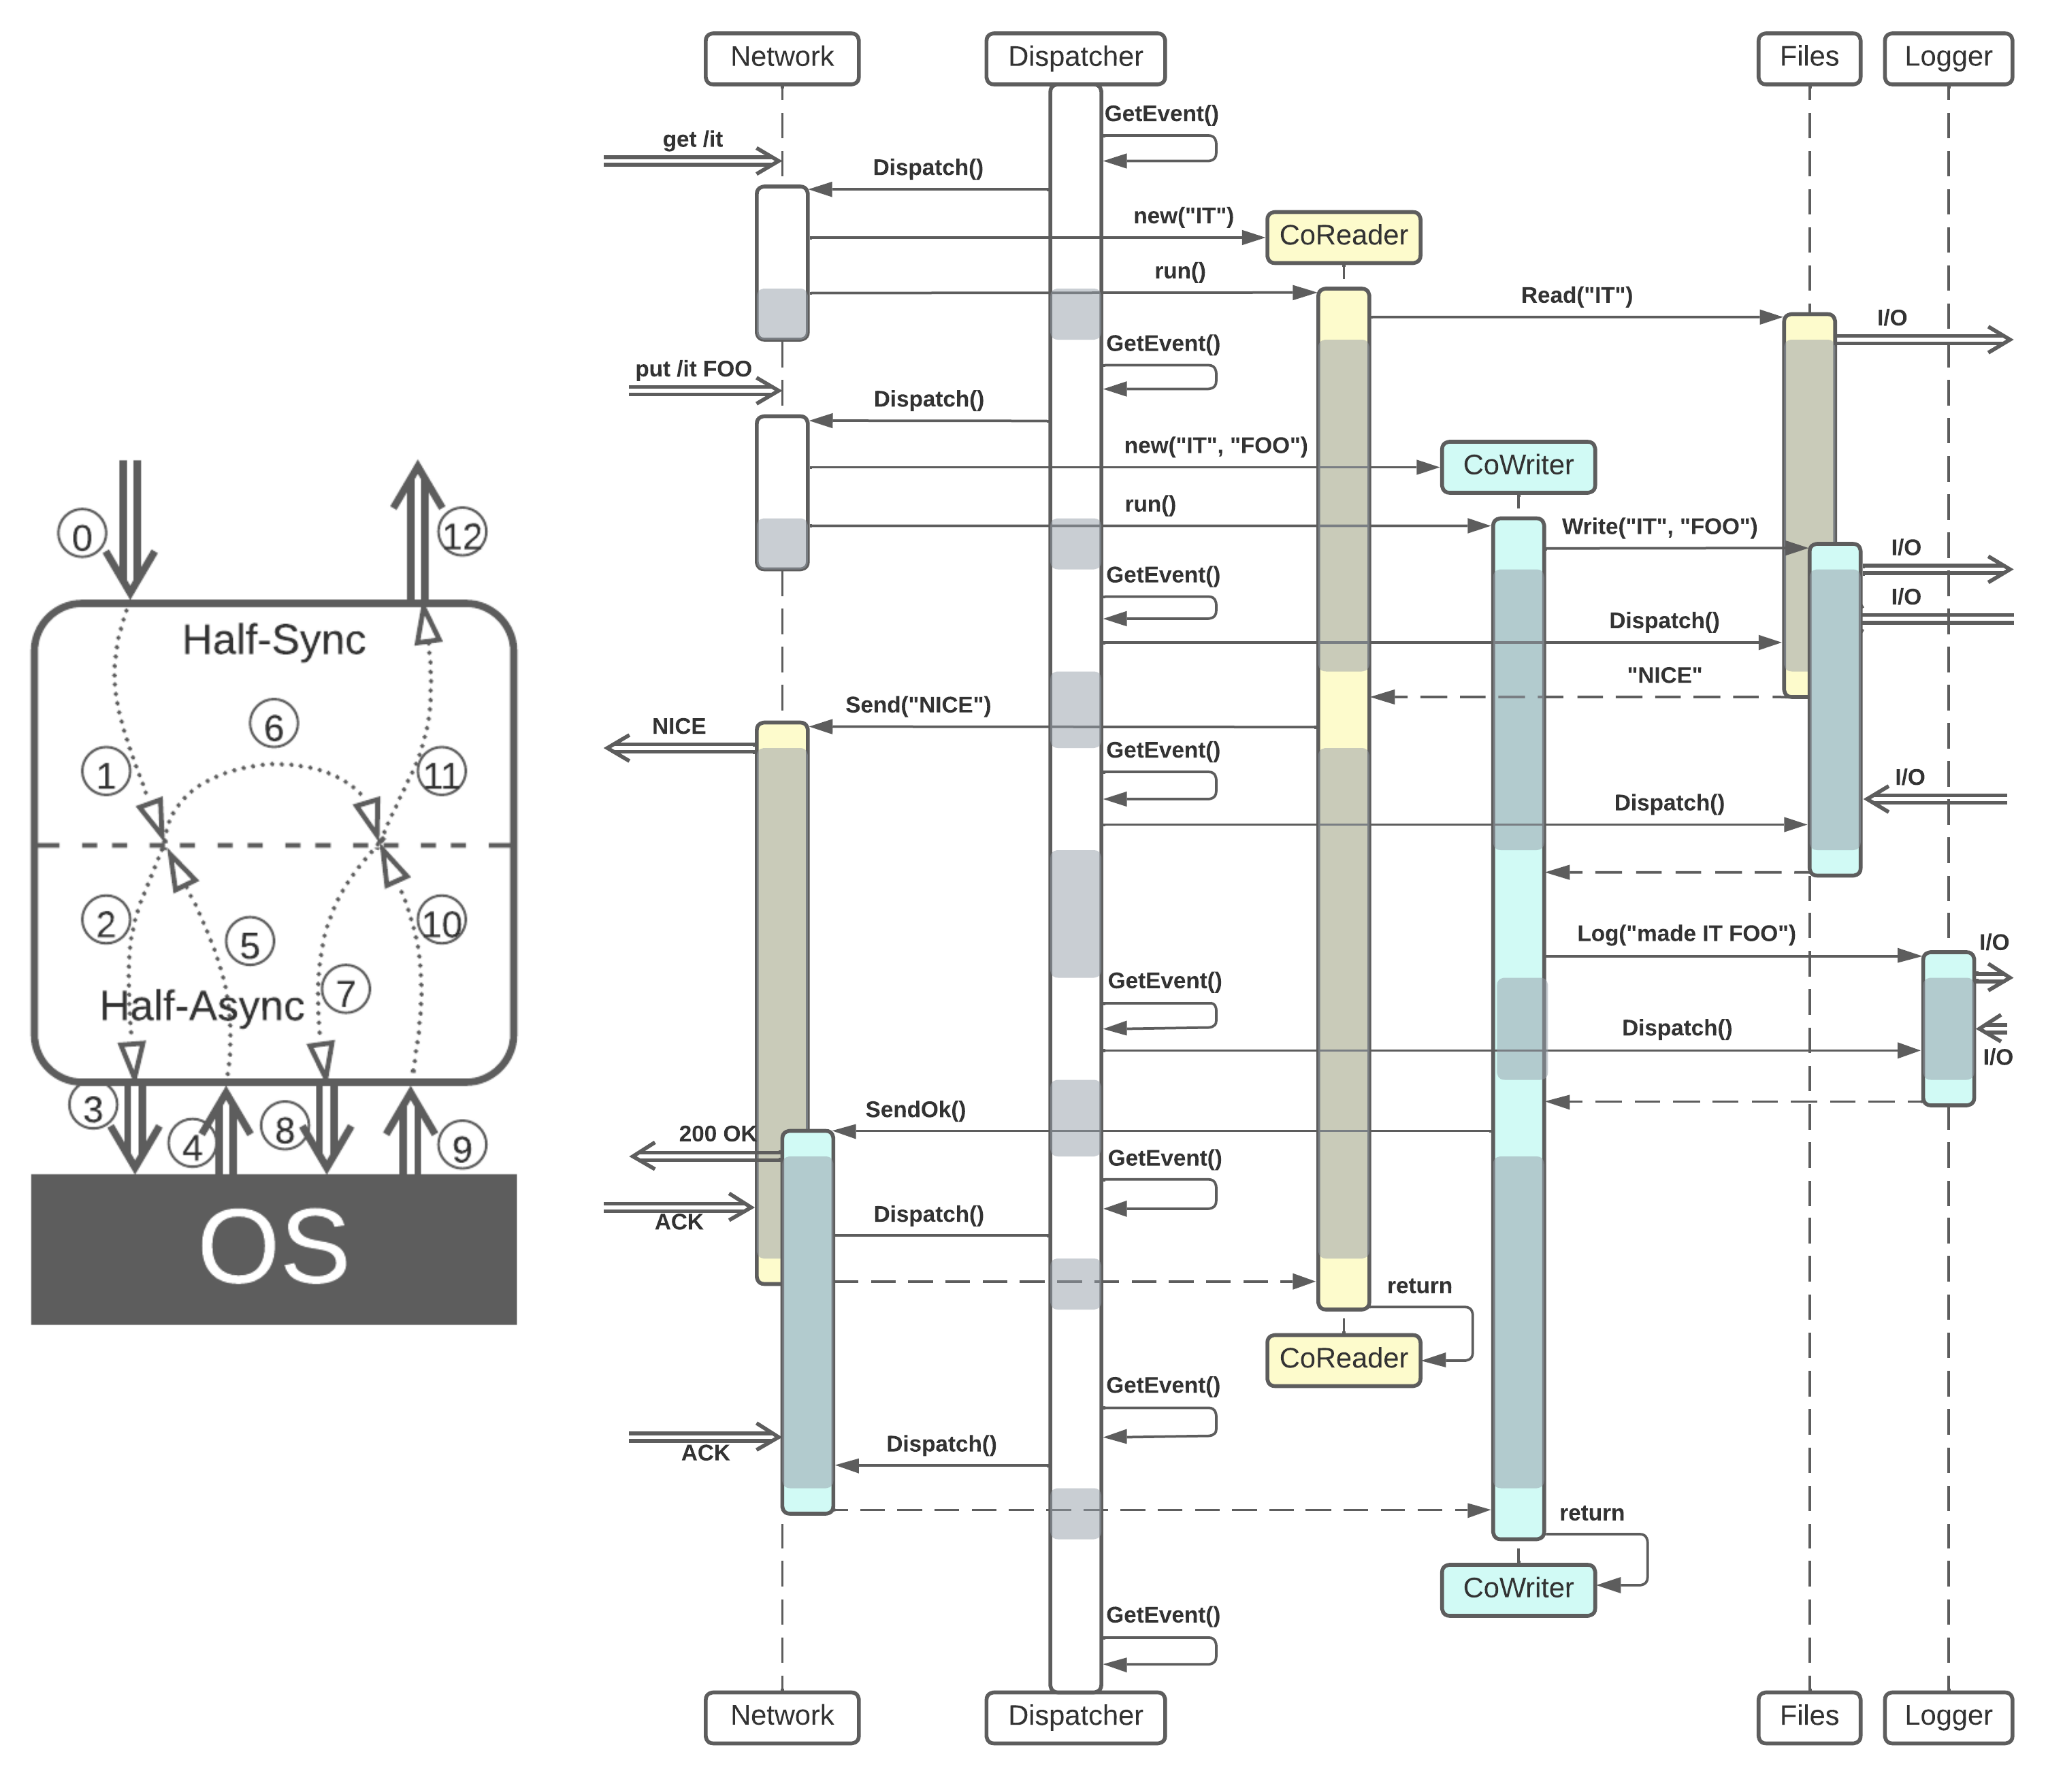 0
12
Half-Sync
6
1
11
2
5
10
7
Half-Async
3
4
8
9
OS
Network
Dispatcher
Files
Logger
GetEvent()
get /it
Dispatch()
new("IT")
CoReader
run()
Read("IT")
I/O
GetEvent()
put /it FOO
Dispatch()
new("IT", "FOO")
CoWriter
run()
Write("IT", "FOO")
I/O
GetEvent()
I/O
Dispatch()
"NICE"
Send("NICE")
NICE
GetEvent()
I/O
Dispatch()
Log("made IT FOO")
I/O
GetEvent()
Dispatch()
I/O
SendOk()
200 OK
GetEvent()
ACK
Dispatch()
return
CoReader
GetEvent()
Dispatch()
ACK
return
CoWriter
GetEvent()
Network
Dispatcher
Files
Logger